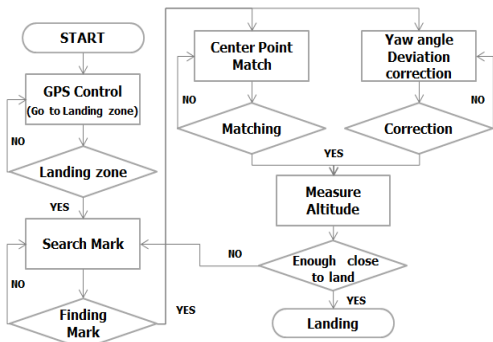 START
GPS Control
(Go to Landing zone)
NO
Landing zone
YES
Search Mark
NO
Finding
Mark
YES
Center Point
Match
NO
Matching
Yaw angle
Deviation
correction
NO
Correction
YES
Measure
Altitude
NO
Enough close
to land
YES
Landing